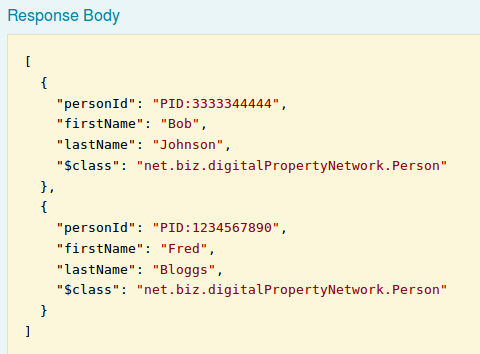 Response Body
[
  {
    "personId": "PID:3333344444",
    "firstName": "Bob",
    "lastName": "Johnson",
    "$class": "net.biz.digitalPropertyNetwork.Person"
  },
  {
    "personId": "PID:1234567890",
    "firstName": "Fred",
    "lastName": "Bloggs",
    "$class": "net.biz.digitalPropertyNetwork.Person"
  }
]